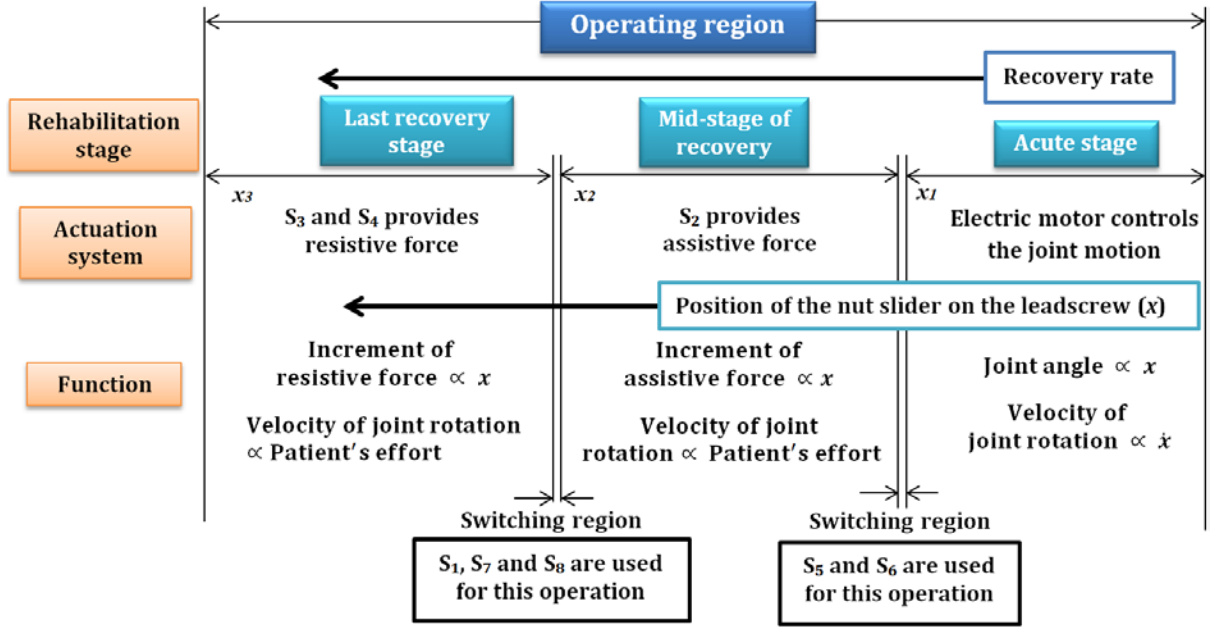 Operating region
Recovery rate
Rehabilitation
stage
Last recovery
stage
Mid-stage of
recovery
Acute stage
x₃
x₂
x₁
Actuation
system
S₃ and S₄ provides
resistive force
S₂ provides
assistive force
Electric motor controls
the joint motion
Position of the nut slider on the leadscrew (x)
Function
Increment of
resistive force ∝ x
Velocity of joint rotation
∝ Patient's effort
Increment of
assistive force ∝ x
Velocity of joint
rotation ∝ Patient's effort
Joint angle ∝ x
Velocity of
joint rotation ∝ ẋ
Switching region
S₁, S₇ and S₈ are used
for this operation
Switching region
S₅ and S₆ are used
for this operation